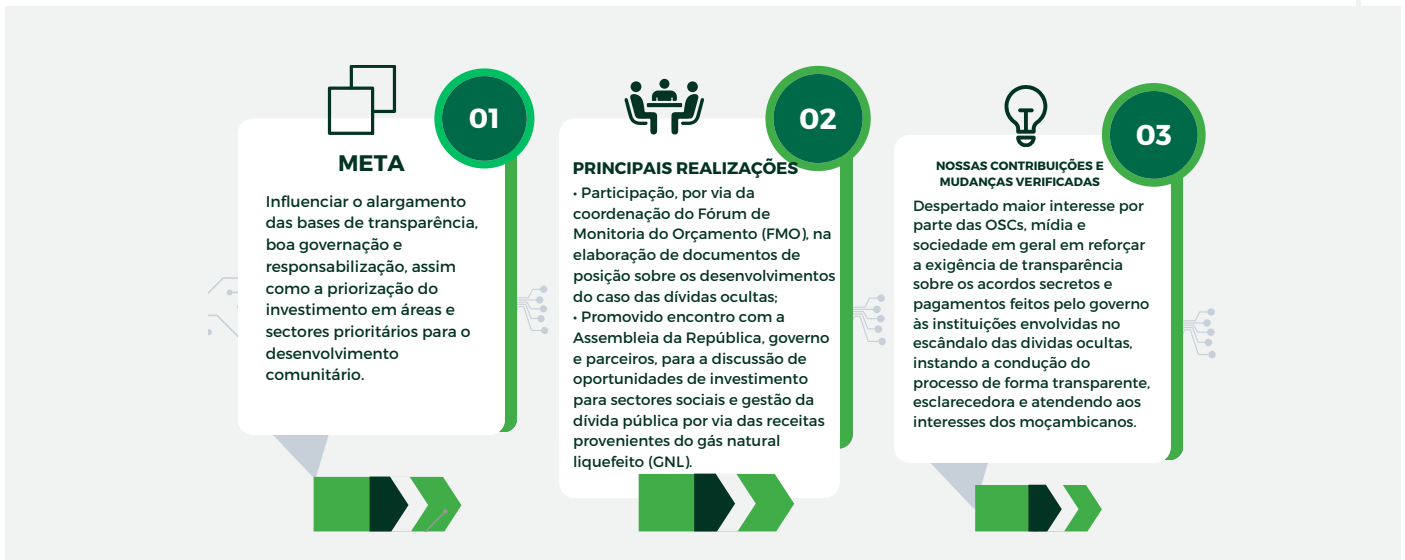 01
META
Influenciar o alargamento
das bases de transparência,
boa governação e
responsabilização, assim
como a priorização do
investimento em áreas e
sectores prioritários para o
desenvolvimento
comunitário.
02
PRINCIPAIS REALIZAÇÕES
• Participação, por via da
coordenação do Fórum de
Monitoria do Orçamento (FMO), na
elaboração de documentos de
posição sobre os desenvolvimentos
do caso das dívidas ocultas;
• Promovido encontro com a
Assembleia da República, governo
e parceiros, para a discussão de
oportunidades de investimento
para sectores sociais e gestão da
dívida pública por via das receitas
provenientes do gás natural
liquefeito (GNL).
03
NOSSAS CONTRIBUIÇÕES E
MUDANÇAS VERIFICADAS
Despertado maior interesse por
parte das OSCs, mídia e
sociedade em geral em reforçar
a exigência de transparência
sobre os acordos secretos e
pagamentos feitos pelo governo
às instituições envolvidas no
escândalo das dividas ocultas,
instando a condução do
processo de forma transparente,
esclarecedora e atendendo aos
interesses dos moçambicanos.